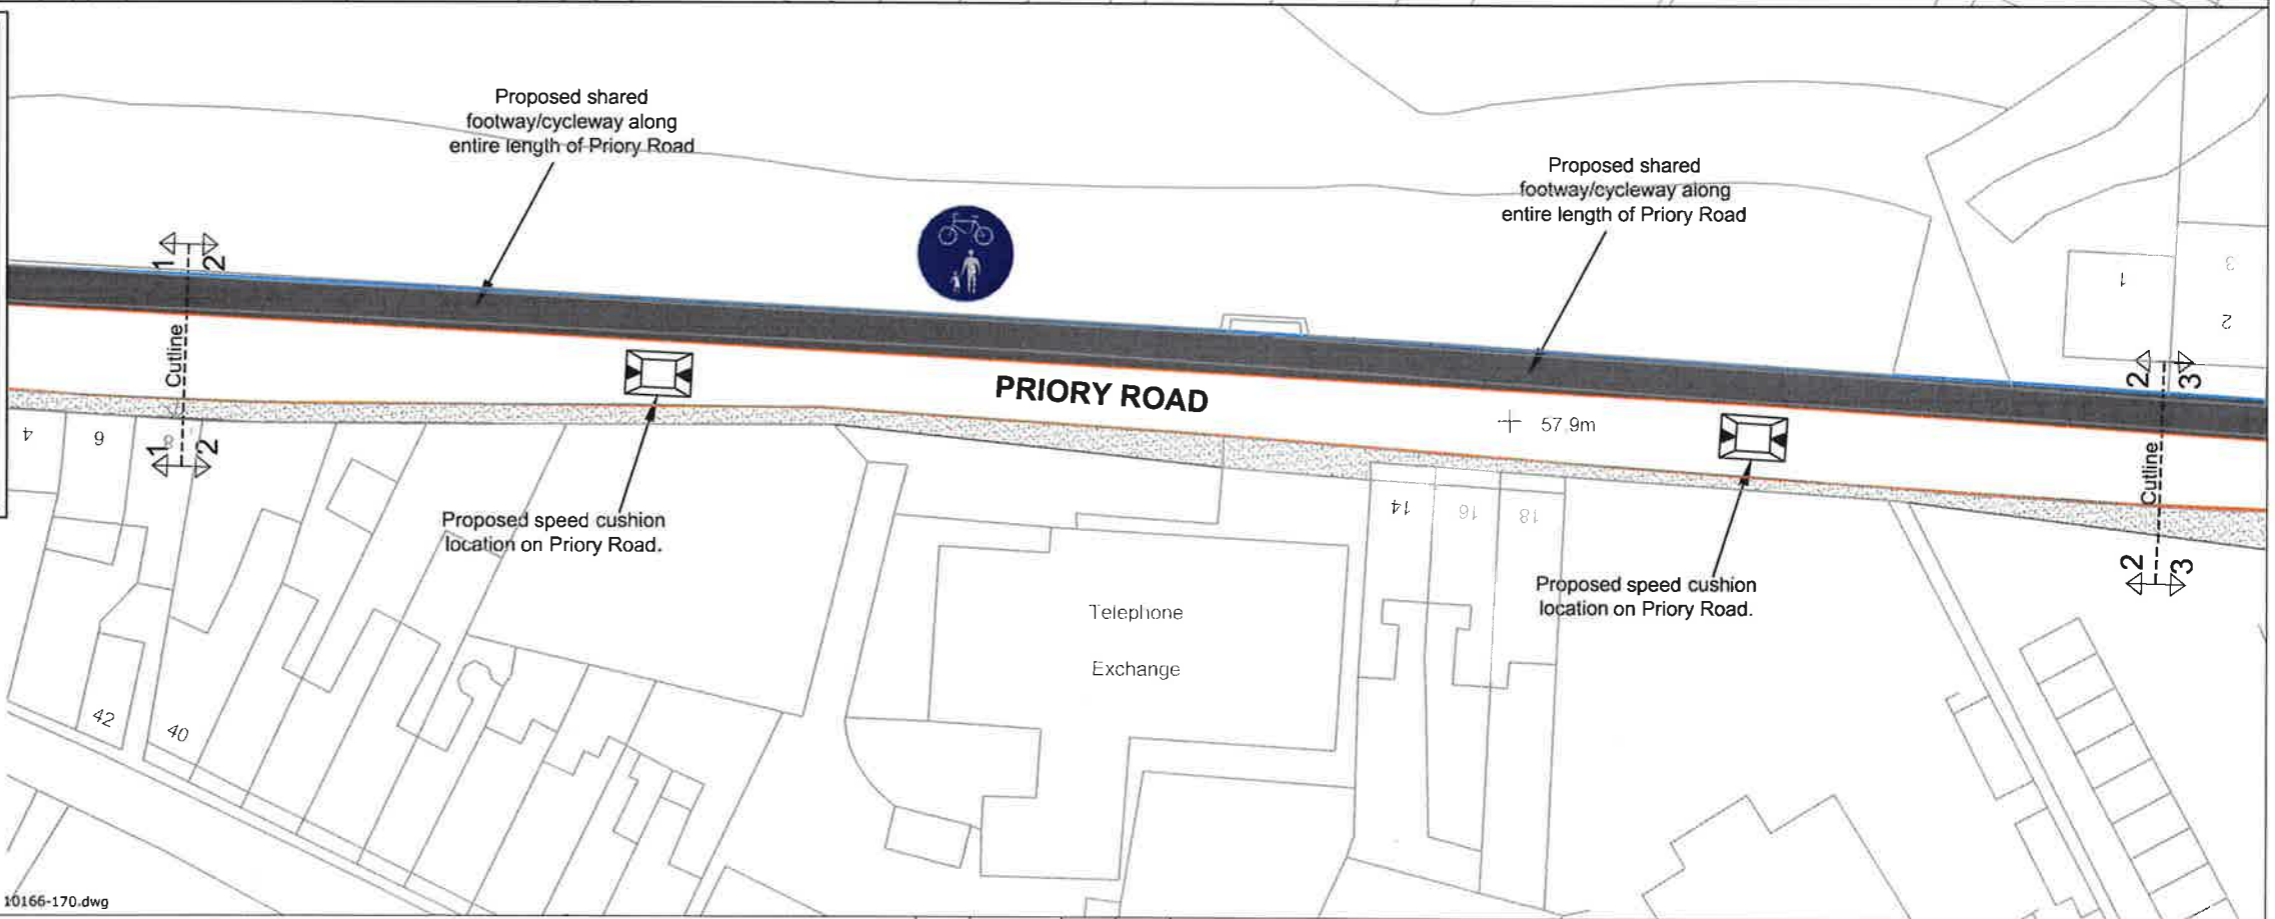 Proposed shared
footway/cycleway along
entire length of Priory Road
Proposed shared
footway/cycleway along
entire length of Priory Road
1
2
Cutline
1
2
PRIORY ROAD
57.9m
1
3
2
2
3
Cutline
2
3
4
6
8
14
16
18
Proposed speed cushion
location on Priory Road.
Proposed speed cushion
location on Priory Road.
Telephone
Exchange
42
40
10166-170.dwg